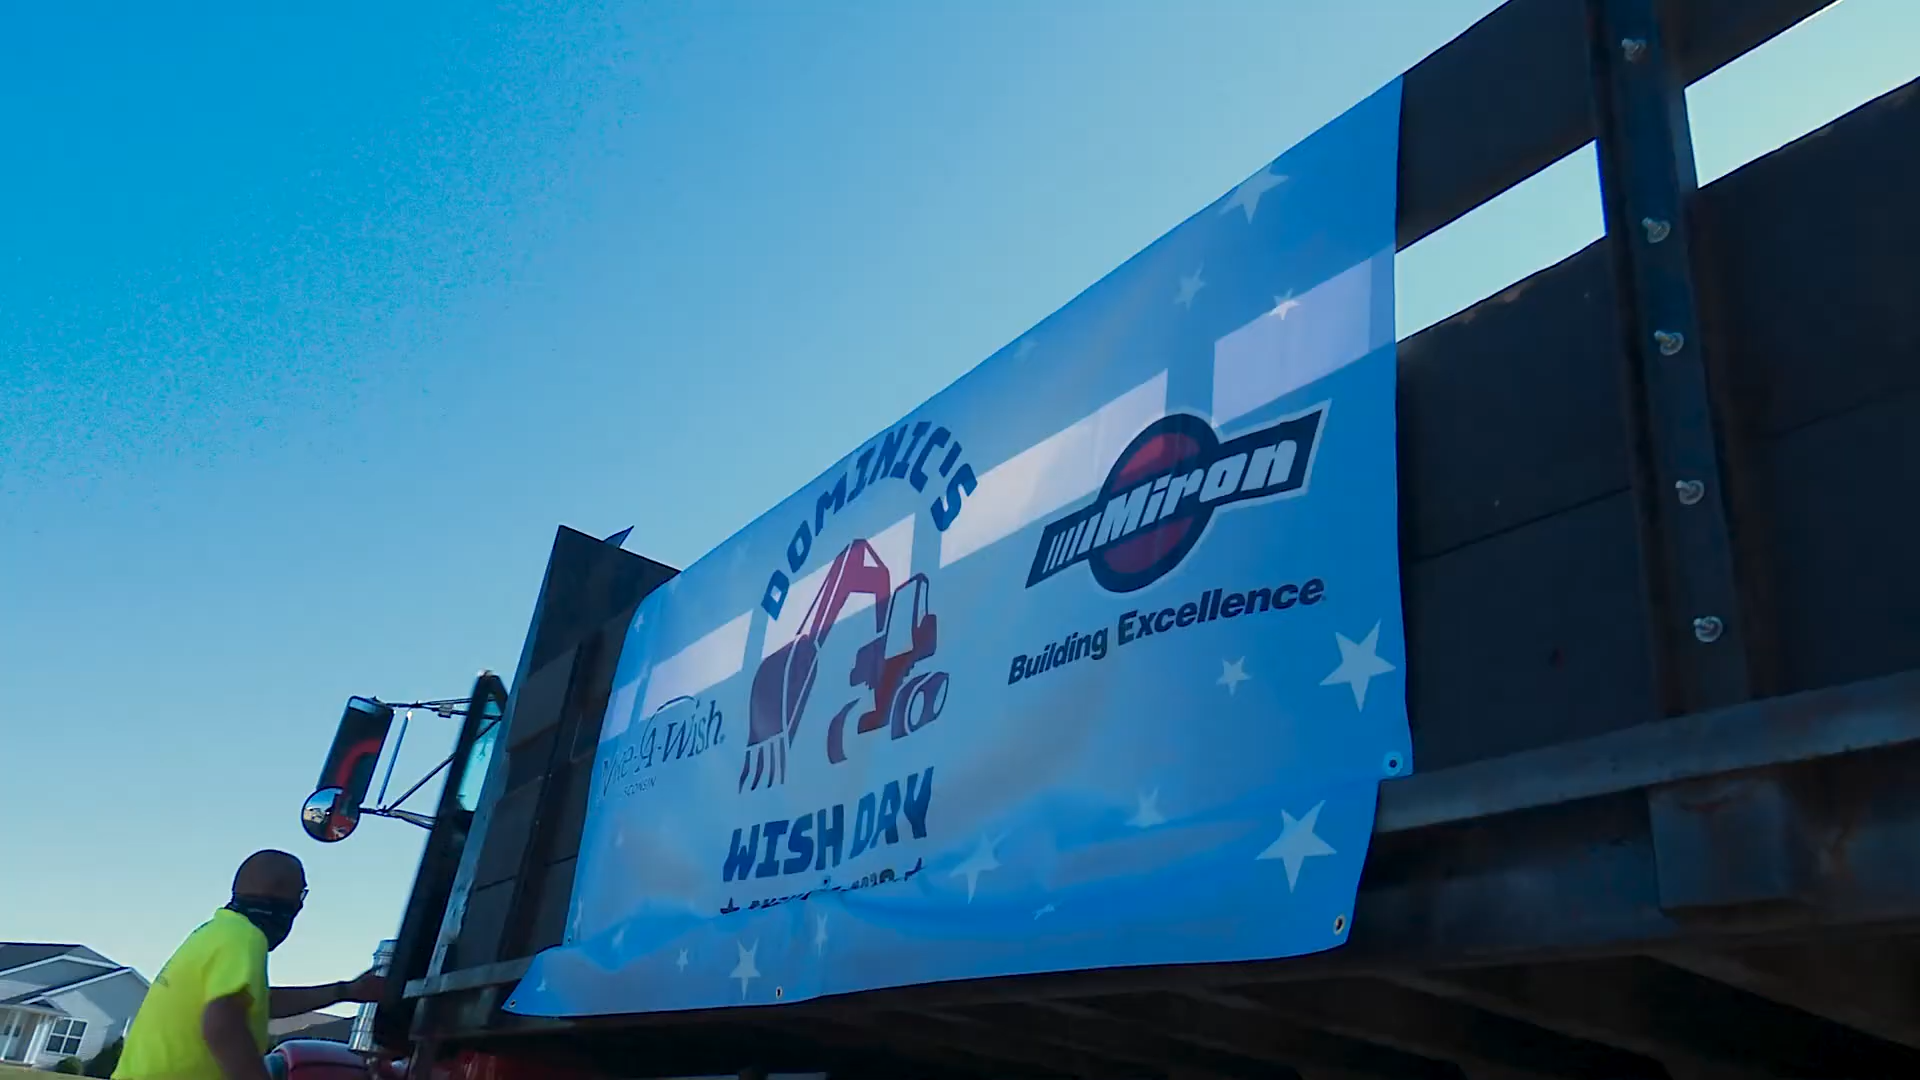 DOMINIC'S
WISH DAY
Make-A-Wish
Miron
Building Excellence